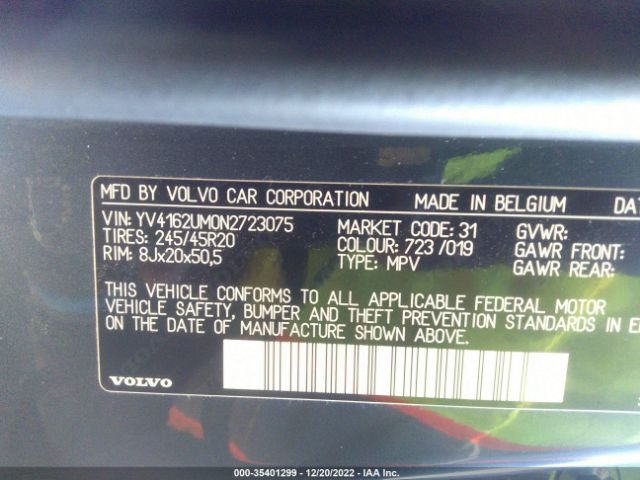 MFD BY VOLVO CAR CORPORATION MADE IN BELGIUM DAT
VIN: YV4162UM0N2723075 MARKET CODE: 31 GVWR:
TIRES: 245/45R20 COLOUR: 723 /019 GAWR FRONT:
RIM: 8Jx20x50,5 TYPE: MPV GAWR REAR:
THIS VEHICLE CONFORMS TO ALL APPLICABLE FEDERAL MOTOR
VEHICLE SAFETY, BUMPER AND THEFT PREVENTION STANDARDS IN E
ON THE DATE OF MANUFACTURE SHOWN ABOVE.
VOLVO
000-35401299 - 12/20/2022 - IAA Inc.